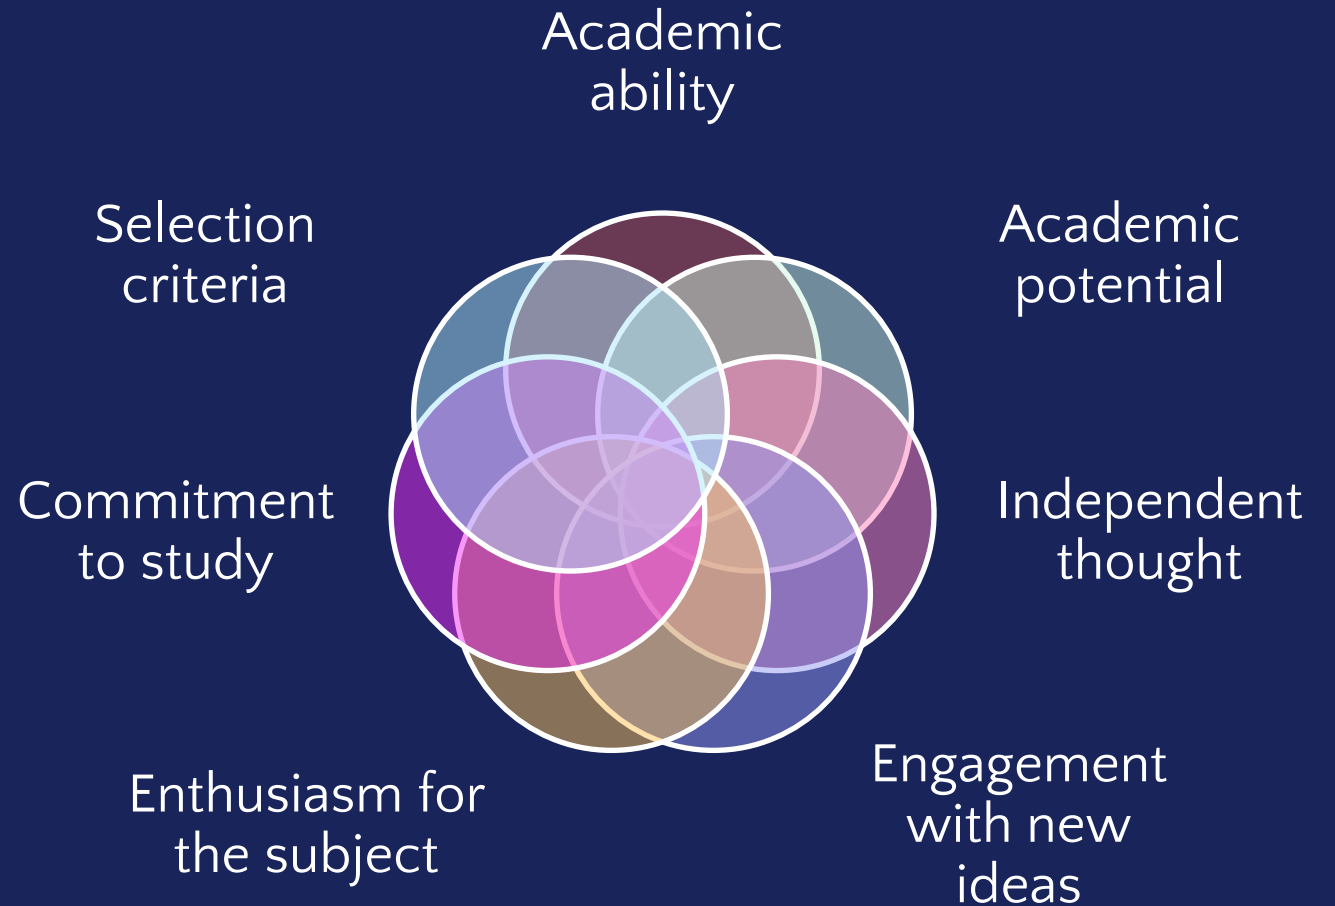 Academic
ability
Selection
criteria
Academic
potential
Commitment
to study
Independent
thought
Enthusiasm for
the subject
Engagement
with new
ideas